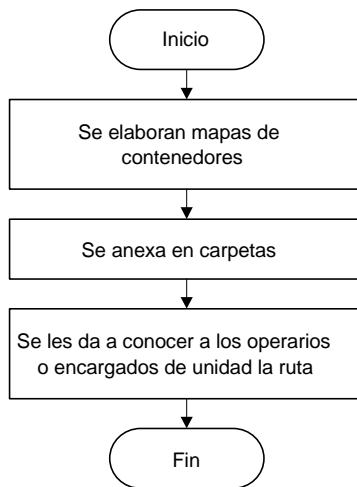 Inicio
Se elaboran mapas de
contenedores
Se anexa en carpetas
Se les da a conocer a los operarios
o encargados de unidad la ruta
Fin